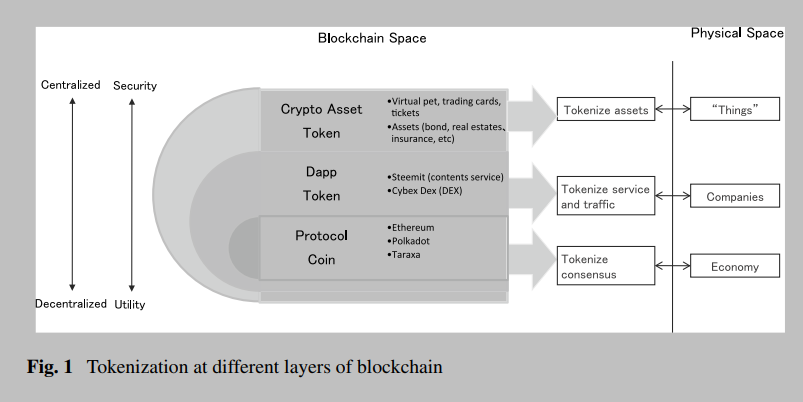 Blockchain Space
Physical Space
Centralized
Security
Crypto Asset
Token
•Virtual pet, trading cards,
tickets
•Assets (bond, real estates、
insurance, etc)
Tokenize assets
“Things”
Dapp
Token
•Steemit (contents service)
•Cybex Dex (DEX)
Tokenize service
and traffic
Companies
Protocol
Coin
•Ethereum
•Polkadot
•Taraxa
Tokenize
consensus
Economy
Decentralized
Utility
Fig. 1 Tokenization at different layers of blockchain